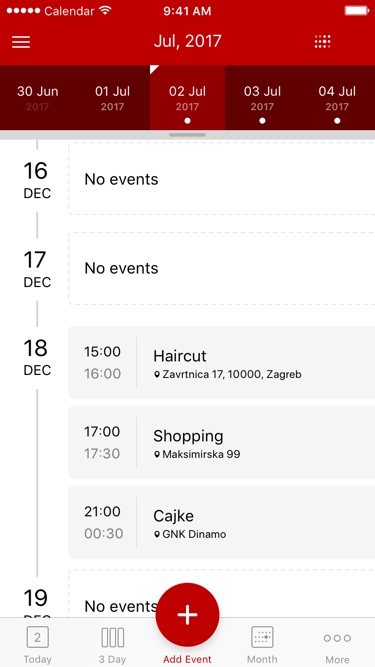 Calendar 9:41 AM
Jul, 2017
30 Jun 01 Jul 02 Jul 03 Jul 04 Jul
2017 2017 2017 2017 2017
16
DEC
No events
17
DEC
No events
18
DEC
15:00
16:00
Haircut
Zavrtnica 17, 10000, Zagreb
17:00
17:30
Shopping
Maksimirska 99
21:00
00:30
Cajke
GNK Dinamo
19
DEC
No events
2
Today 3 Day Add Event Month More